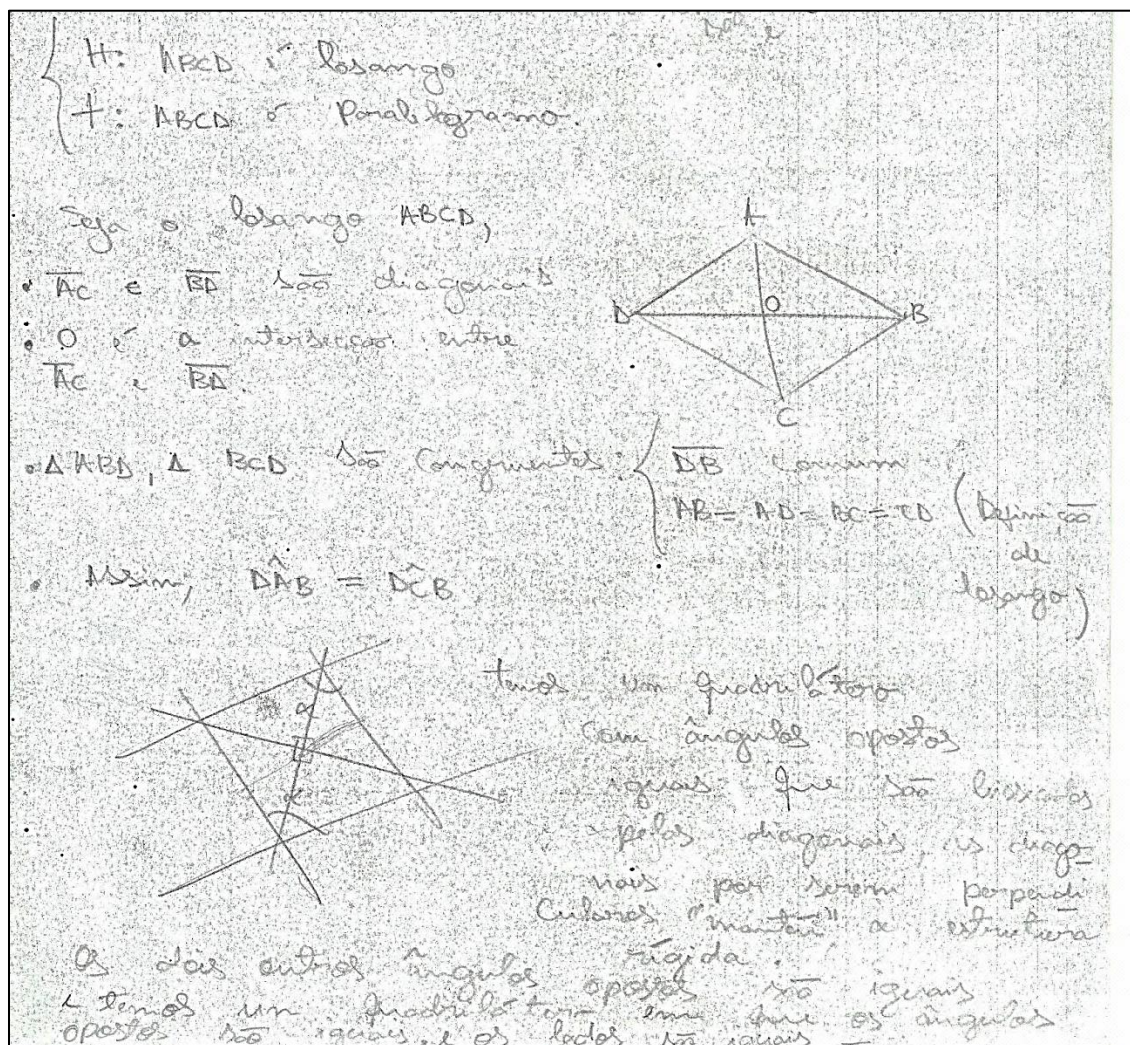 H: ABCD é losango
t: ABCD é Paralelogramo.
Seja o losango ABCD,
• AC e BD são diagonais
• O é a intersecção entre
AC e BD.
A
D
O
B
C
• Δ ABD, Δ BCD são Congruentes:
DB comum
AB = AD = BC = CD (Definição
de
losango)
• Assim, DÂB = DĈB
α
α
temos um quadrilátero
com ângulos opostos
iguais que são
pelas diagonais, as diago-
nais por serem perpendi
culares "mantém" a estrutura
rígida.
Os dois outros ângulos opostos são iguais
e temos um quadrilátero em que os ângulos
opostos são iguais e os lados são iguais